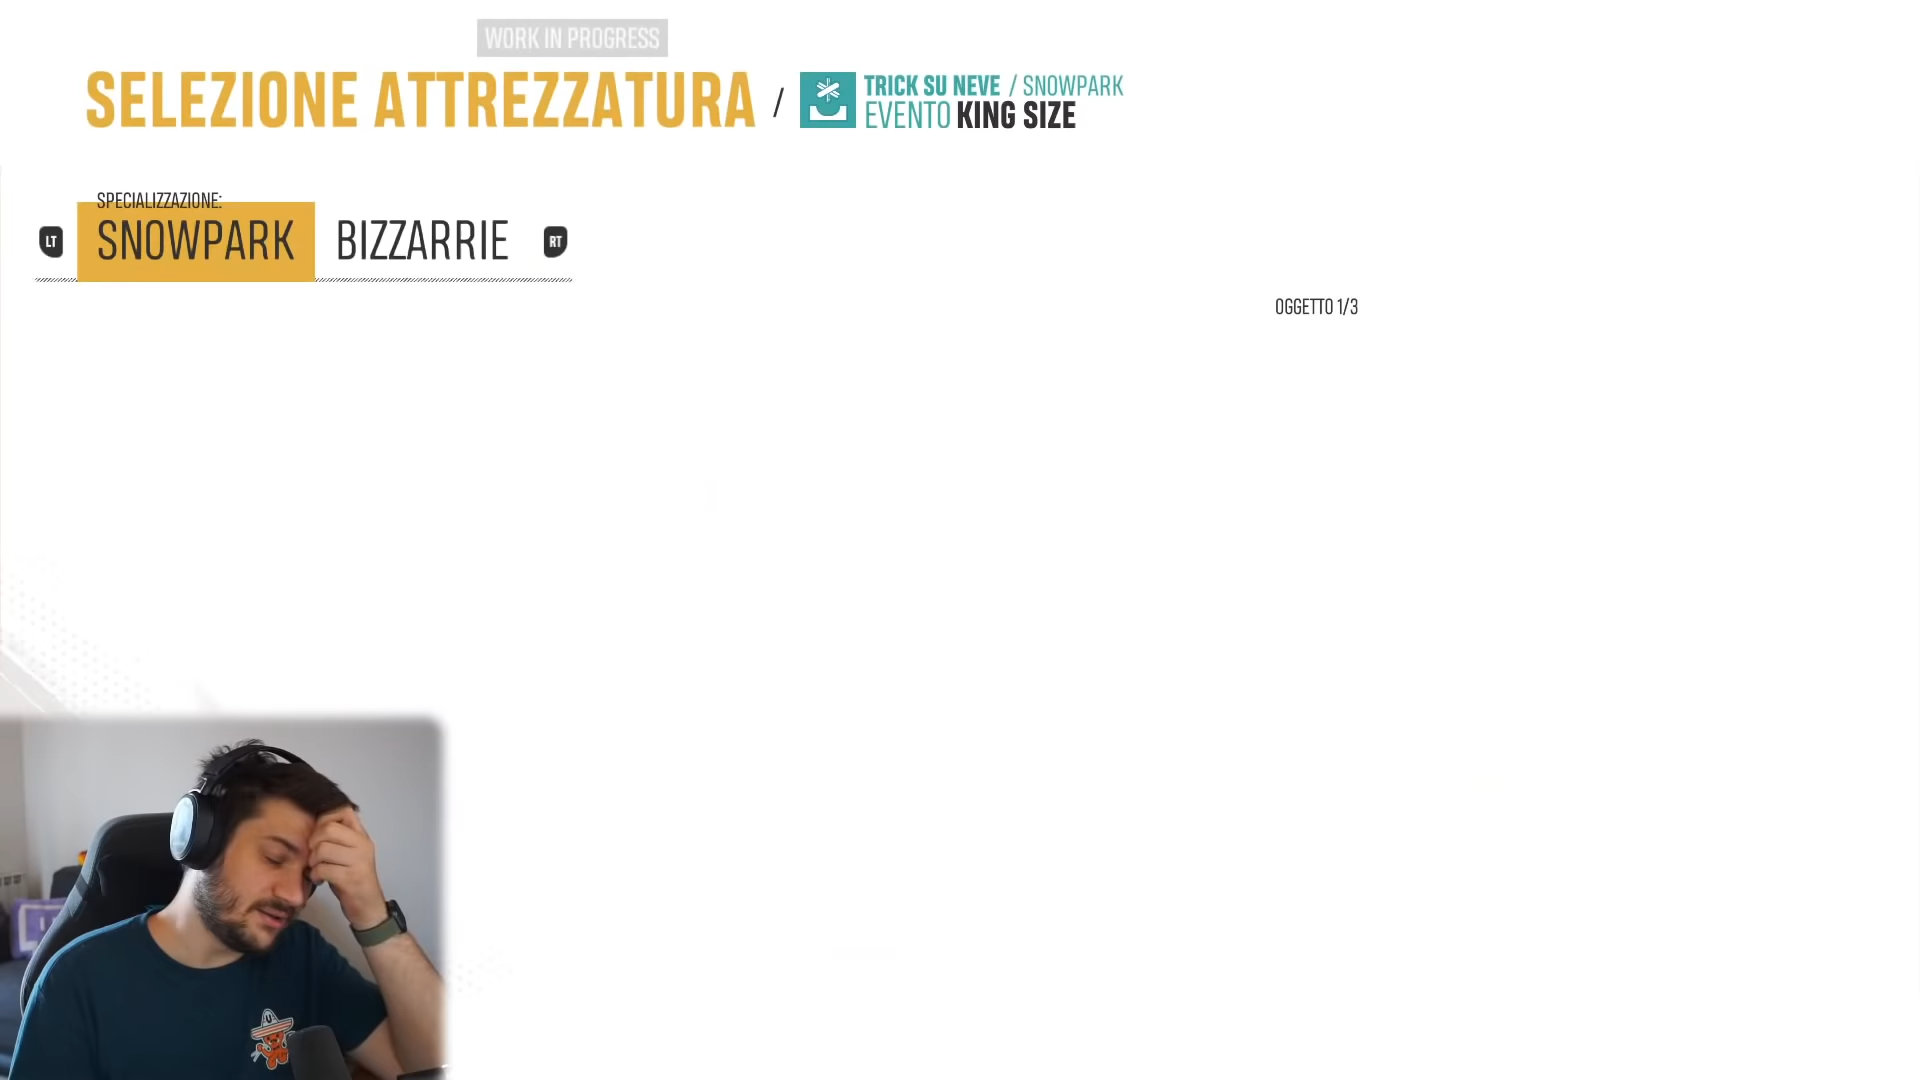 WORK IN PROGRESS
SELEZIONE ATTREZZATURA /
TRICK SU NEVE / SNOWPARK
EVENTO KING SIZE
SPECIALIZZAZIONE:
LT SNOWPARK BIZZARRIE RT
OGGETTO 1/3